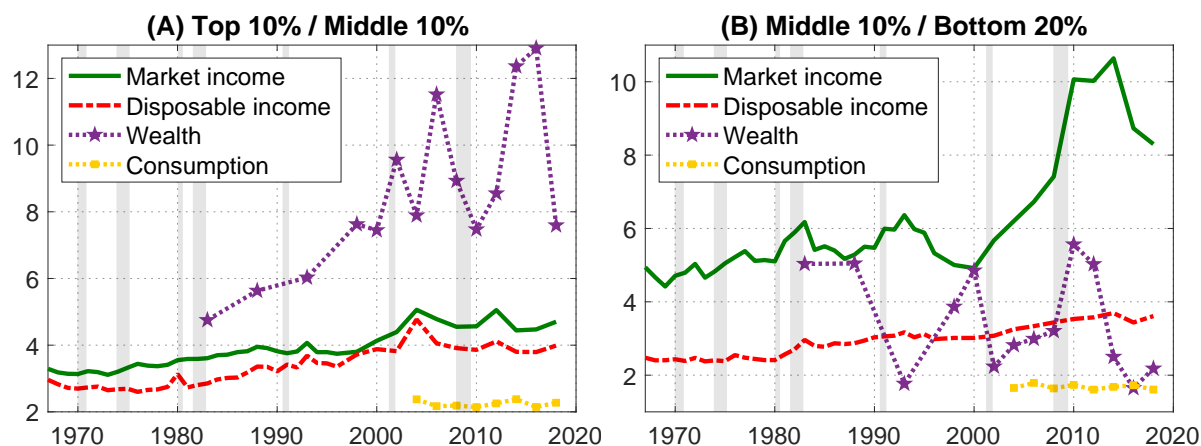 (A) Top 10% / Middle 10%
Market income
Disposable income
Wealth
Consumption
12
10
8
6
4
2
1970 1980 1990 2000 2010 2020
(B) Middle 10% / Bottom 20%
Market income
Disposable income
Wealth
Consumption
10
8
6
4
2
1970 1980 1990 2000 2010 2020